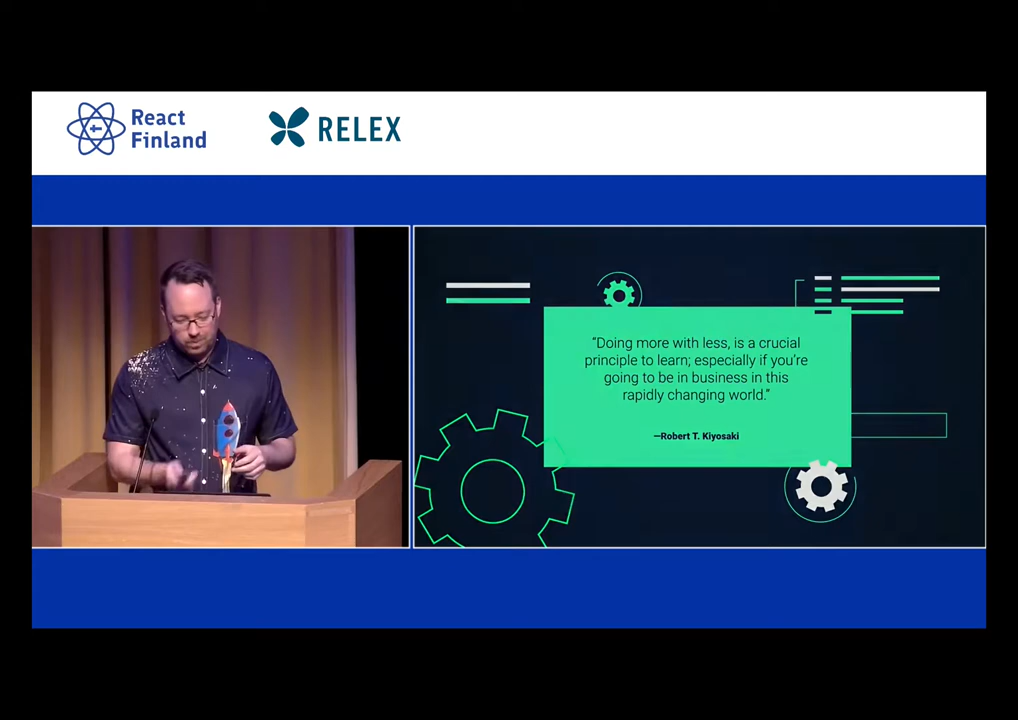 React
Finland
RELEX
“Doing more with less, is a crucial
principle to learn; especially if you're
going to be in business in this
rapidly changing world.”
—Robert T. Kiyosaki